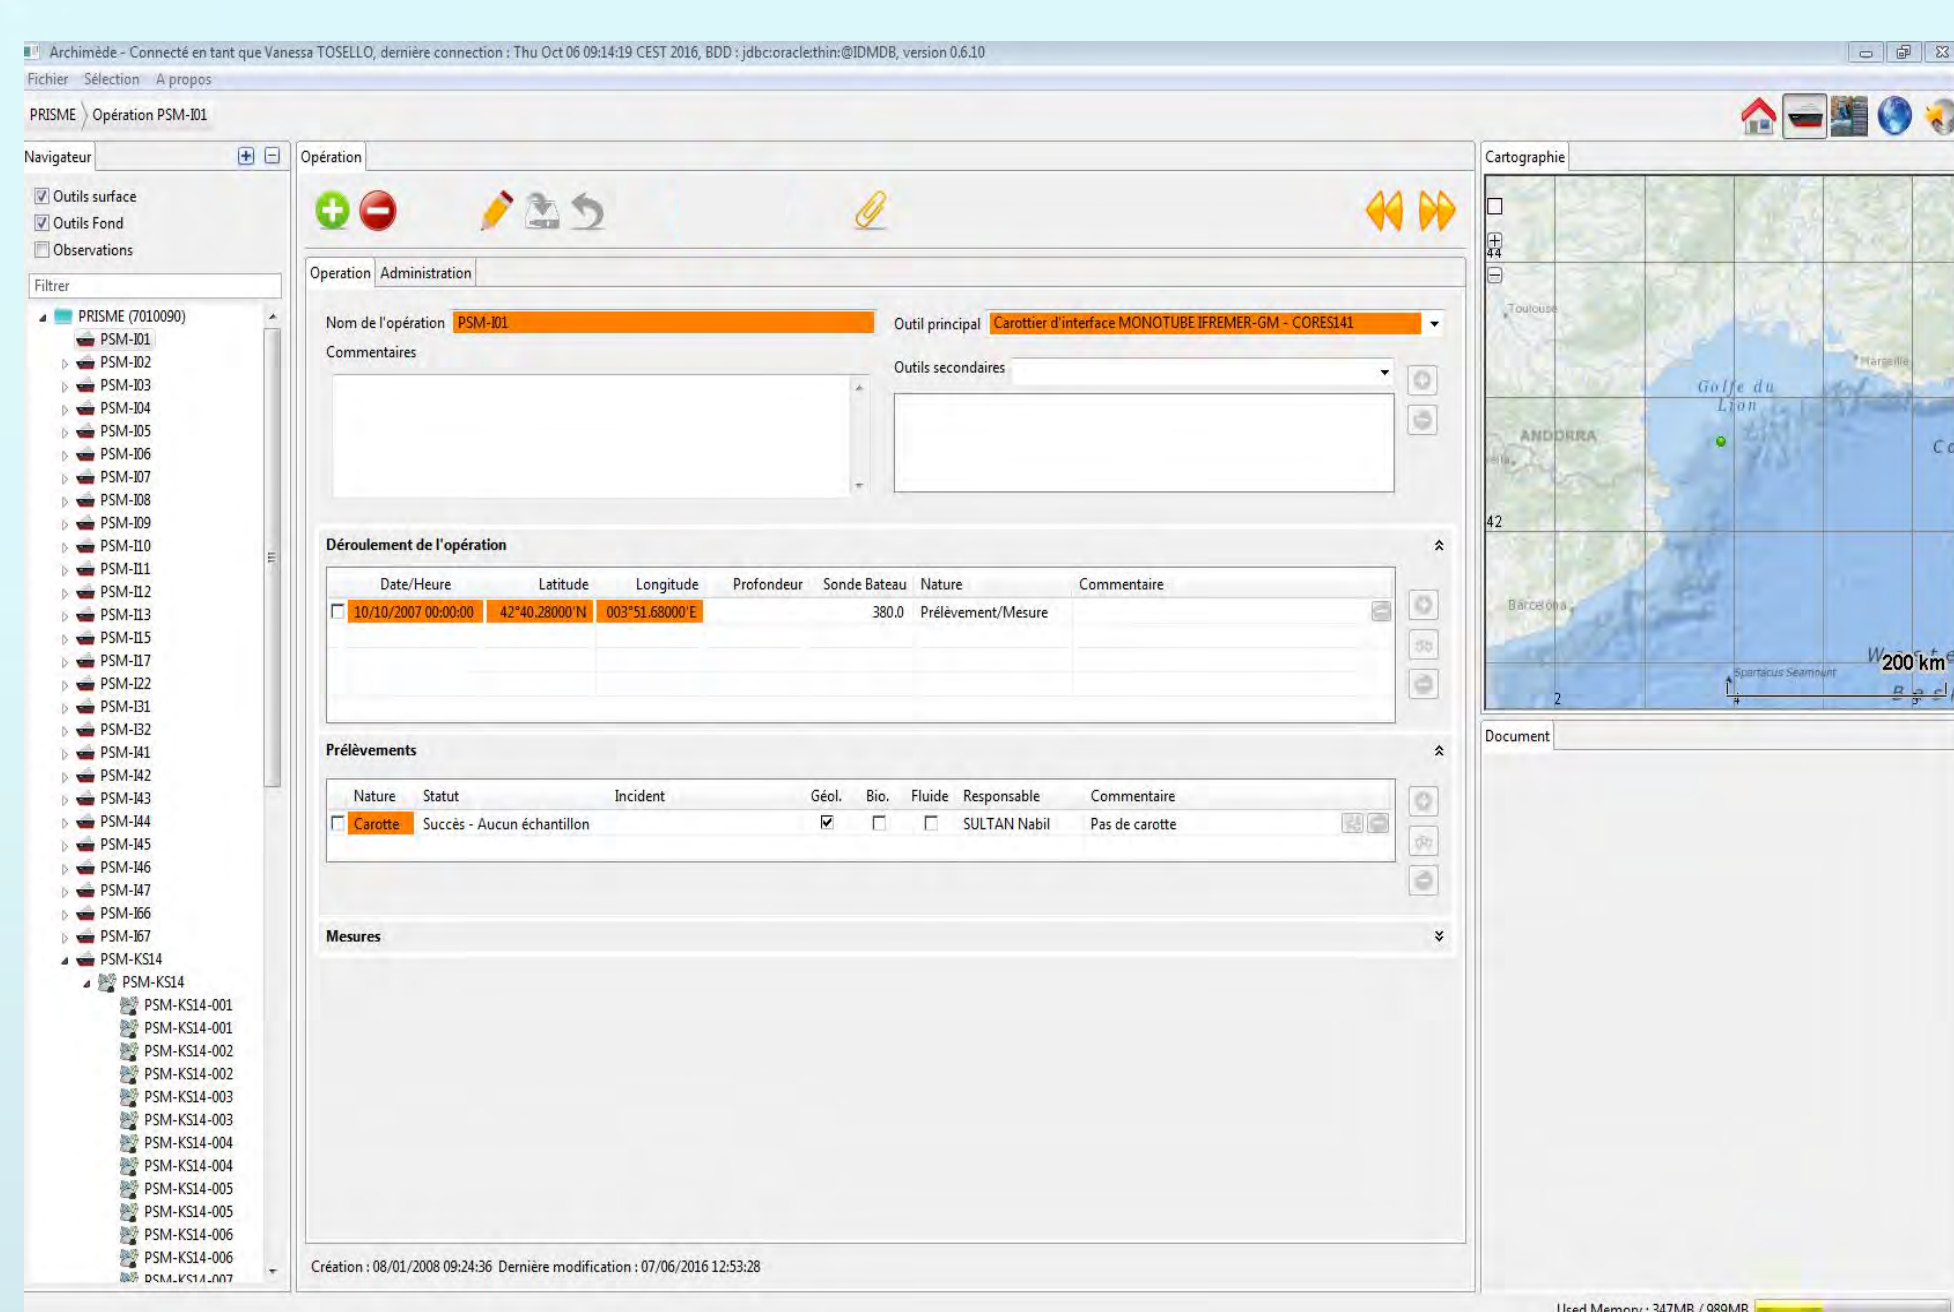 Archimède - Connecté en tant que Vanessa TOSELLO, dernière connection : Thu Oct 06 09:14:19 CEST 2016, BDD : jdbc:oracle:thin:@IDMDB, version 0.6.10
Fichier Sélection A propos
PRISME Opération PSM-I01
Navigateur
Outils surface
Outils Fond
Observations
Filtrer
PRISME (7010090)
PSM-I01
PSM-I02
PSM-I03
PSM-I04
PSM-I05
PSM-I06
PSM-I07
PSM-I08
PSM-I09
PSM-I10
PSM-I11
PSM-I12
PSM-I13
PSM-I15
PSM-I17
PSM-I22
PSM-I31
PSM-I32
PSM-I41
PSM-I42
PSM-I43
PSM-I44
PSM-I45
PSM-I46
PSM-I47
PSM-I66
PSM-I67
PSM-KS14
PSM-KS14
PSM-KS14-001
PSM-KS14-001
PSM-KS14-002
PSM-KS14-002
PSM-KS14-003
PSM-KS14-003
PSM-KS14-004
PSM-KS14-004
PSM-KS14-005
PSM-KS14-005
PSM-KS14-006
PSM-KS14-006
PSM-KS14-007
Opération
Operation Administration
Nom de l'opération PSM-I01
Outil principal Carottier d'interface MONOTUBE IFREMER-GM - CORES141
Commentaires
Outils secondaires
Déroulement de l'opération
Date/Heure Latitude Longitude Profondeur Sonde Bateau Nature Commentaire
10/10/2007 00:00:00 42°40.28000'N 003°51.68000'E 380.0 Prélèvement/Mesure
Prélèvements
Nature Statut Incident Géol. Bio. Fluide Responsable Commentaire
Carotte Succès - Aucun échantillon SULTAN Nabil Pas de carotte
Mesures
Création : 08/01/2008 09:24:36 Dernière modification : 07/06/2016 12:53:28
Cartographie
44
Toulouse
Marseille
Golfe du
Lion
ANDORRA
42
Barcelona
200 km
Spartacus Seamount
2
4
Document
Used Memory : 347MB / 989MB